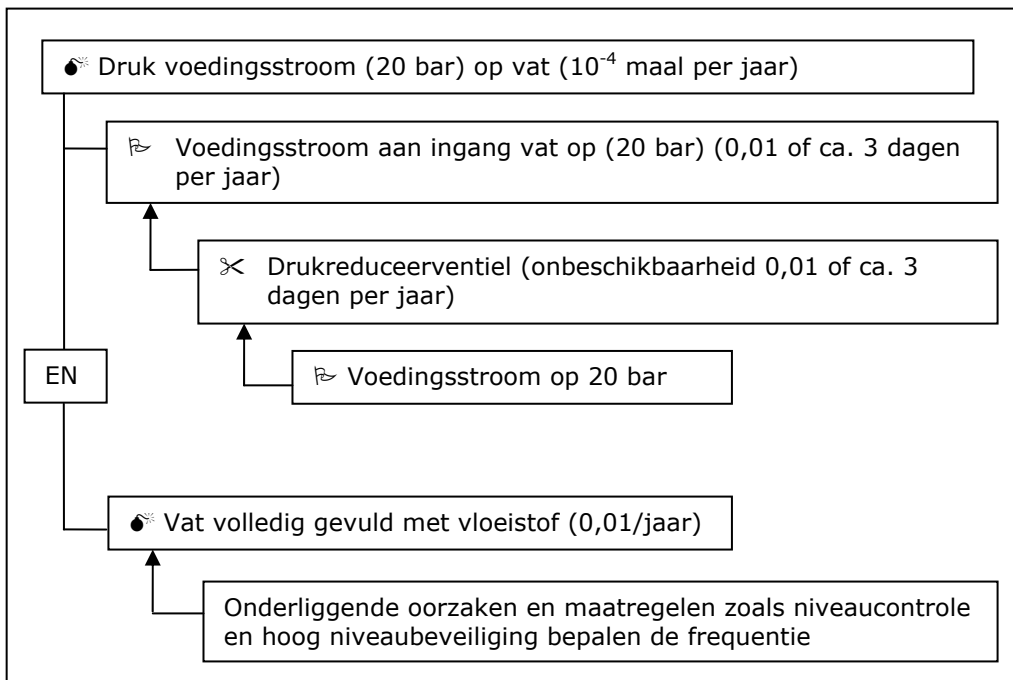 💣 Druk voedingsstroom (20 bar) op vat (10⁻⁴ maal per jaar)
Voedingsstroom aan ingang vat op (20 bar) (0,01 of ca. 3 dagen
per jaar)
Drukreduceerventiel (onbeschikbaarheid 0,01 of ca. 3
dagen per jaar)
EN
Voedingsstroom op 20 bar
💣 Vat volledig gevuld met vloeistof (0,01/jaar)
Onderliggende oorzaken en maatregelen zoals niveaucontrole
en hoog niveaubeveiliging bepalen de frequentie